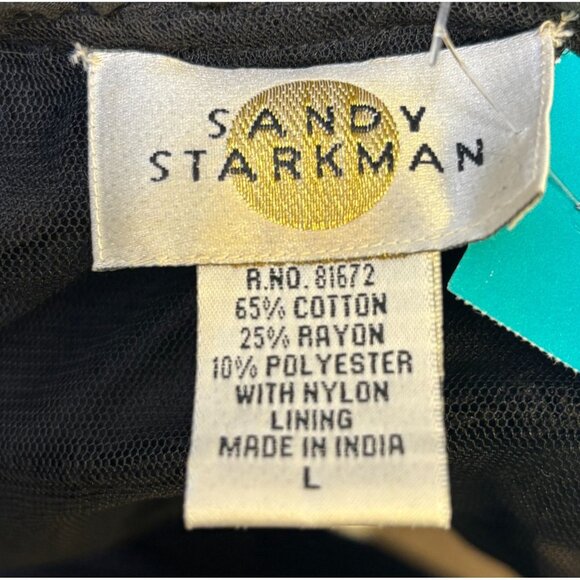 SANDY
STARKMAN
R.NO. 81672
65% COTTON
25% RAYON
10% POLYESTER
WITH NYLON
LINING
MADE IN INDIA
L